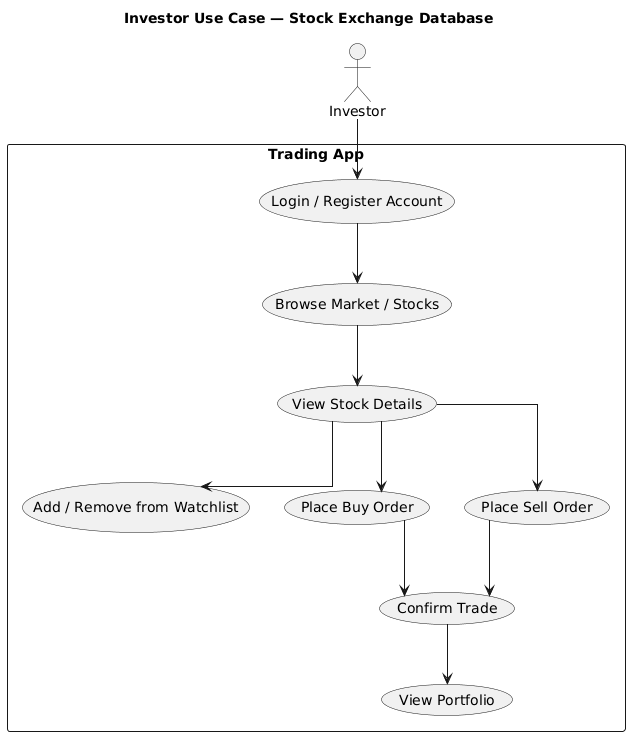 Investor Use Case — Stock Exchange Database
Investor
Trading App
Login / Register Account
Browse Market / Stocks
View Stock Details
Add / Remove from Watchlist
Place Buy Order
Place Sell Order
Confirm Trade
View Portfolio